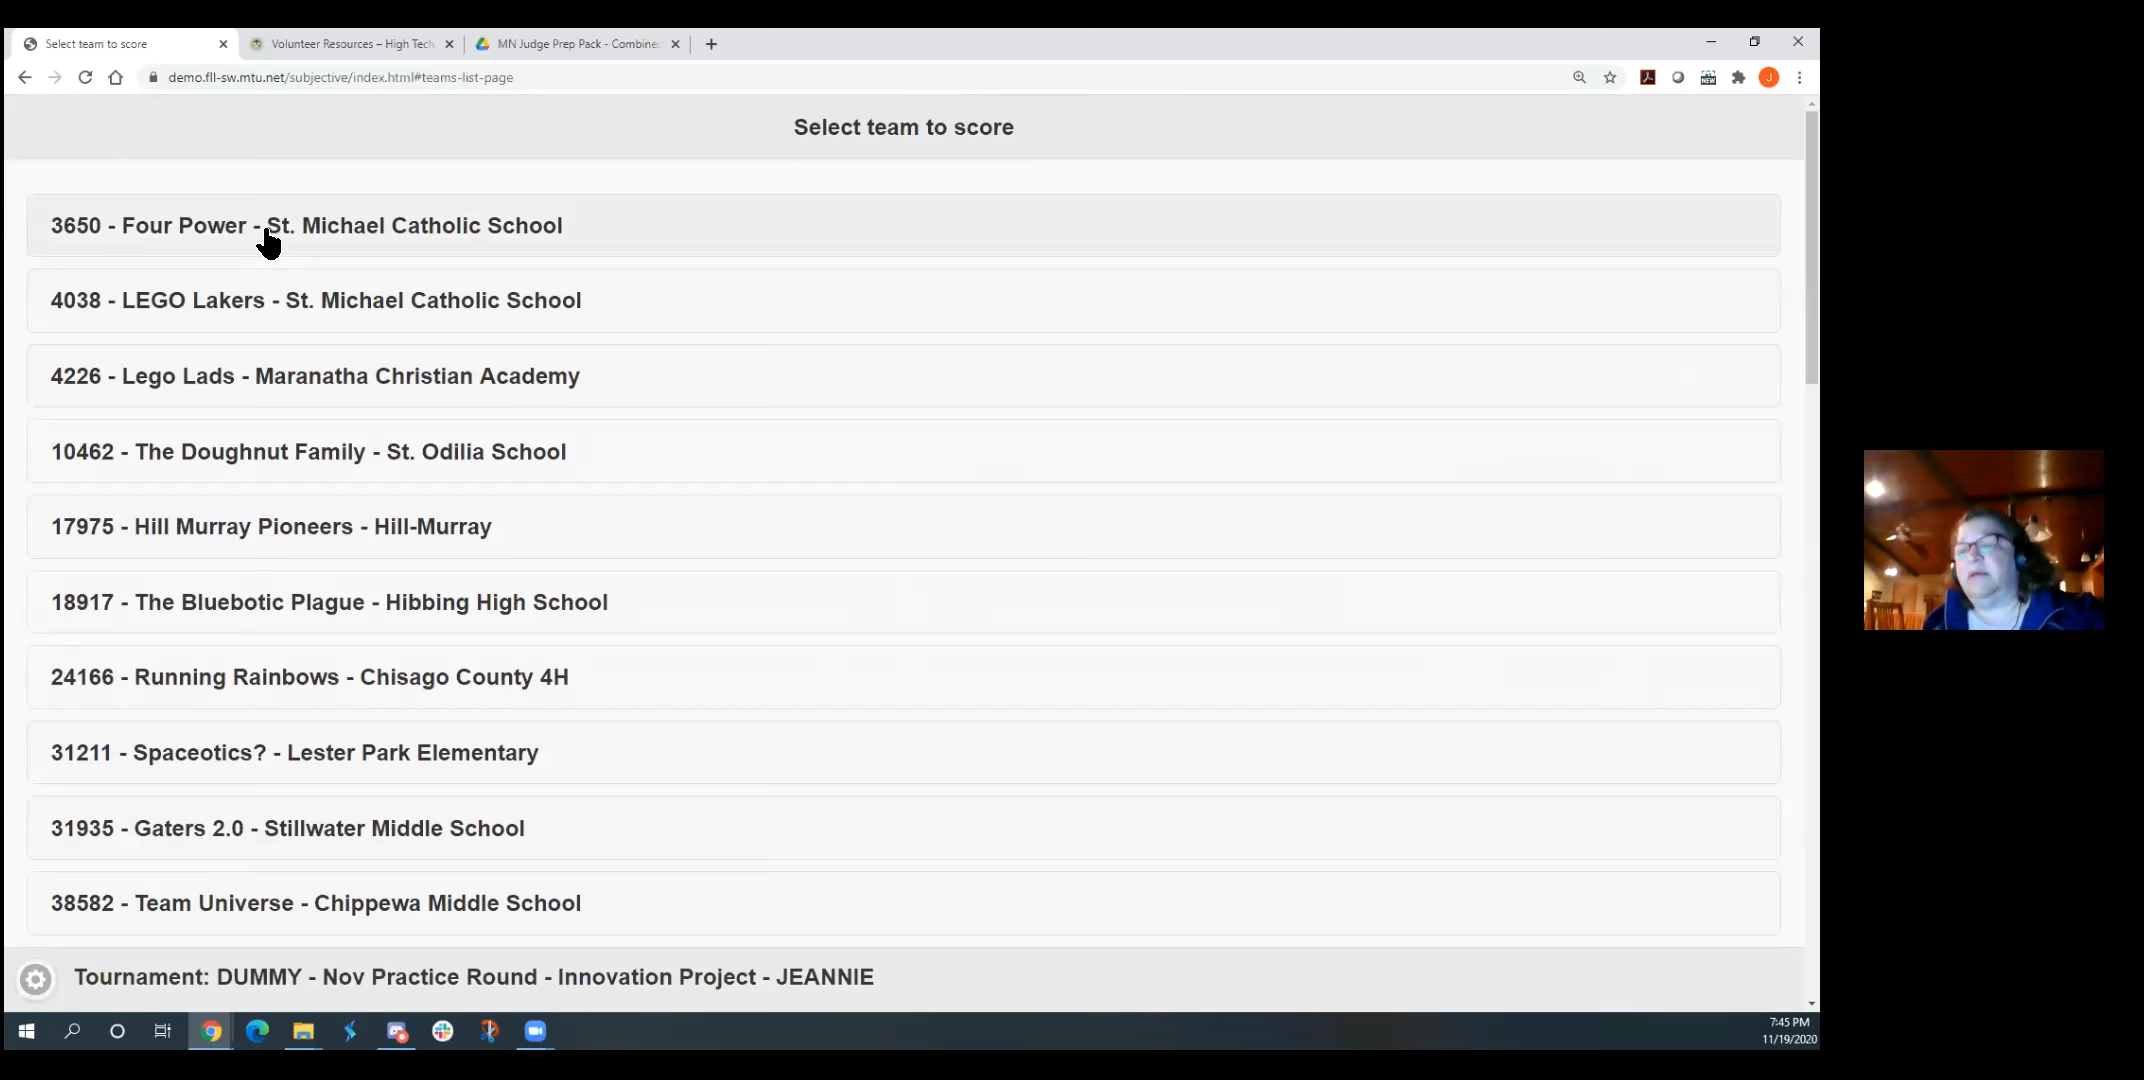 Select team to score
Volunteer Resources – High Tech
MN Judge Prep Pack - Combine
demo.fll-sw.mtu.net/subjective/index.html#teams-list-page
NEW
J
Select team to score
3650 - Four Power - St. Michael Catholic School
4038 - LEGO Lakers - St. Michael Catholic School
4226 - Lego Lads - Maranatha Christian Academy
10462 - The Doughnut Family - St. Odilia School
17975 - Hill Murray Pioneers - Hill-Murray
18917 - The Bluebotic Plague - Hibbing High School
24166 - Running Rainbows - Chisago County 4H
31211 - Spaceotics? - Lester Park Elementary
31935 - Gaters 2.0 - Stillwater Middle School
38582 - Team Universe - Chippewa Middle School
Tournament: DUMMY - Nov Practice Round - Innovation Project - JEANNIE
7:45 PM
11/19/2020